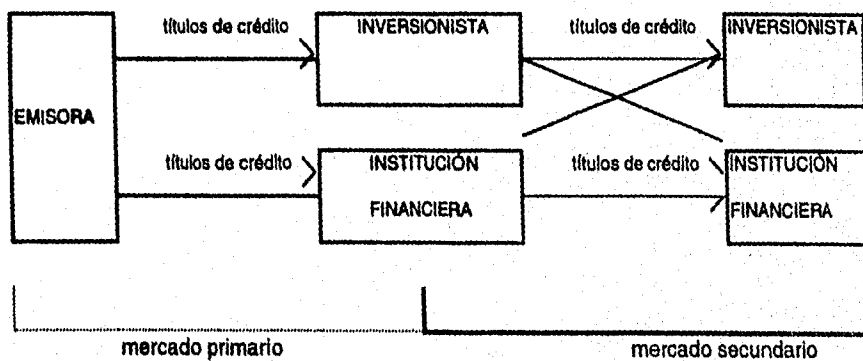 títulos de crédito
INVERSIONISTA
títulos de crédito
INVERSIONISTA
EMISORA
títulos de crédito
INSTITUCIÓN
FINANCIERA
títulos de crédito
INSTITUCIÓN
FINANCIERA
mercado primario
mercado secundario